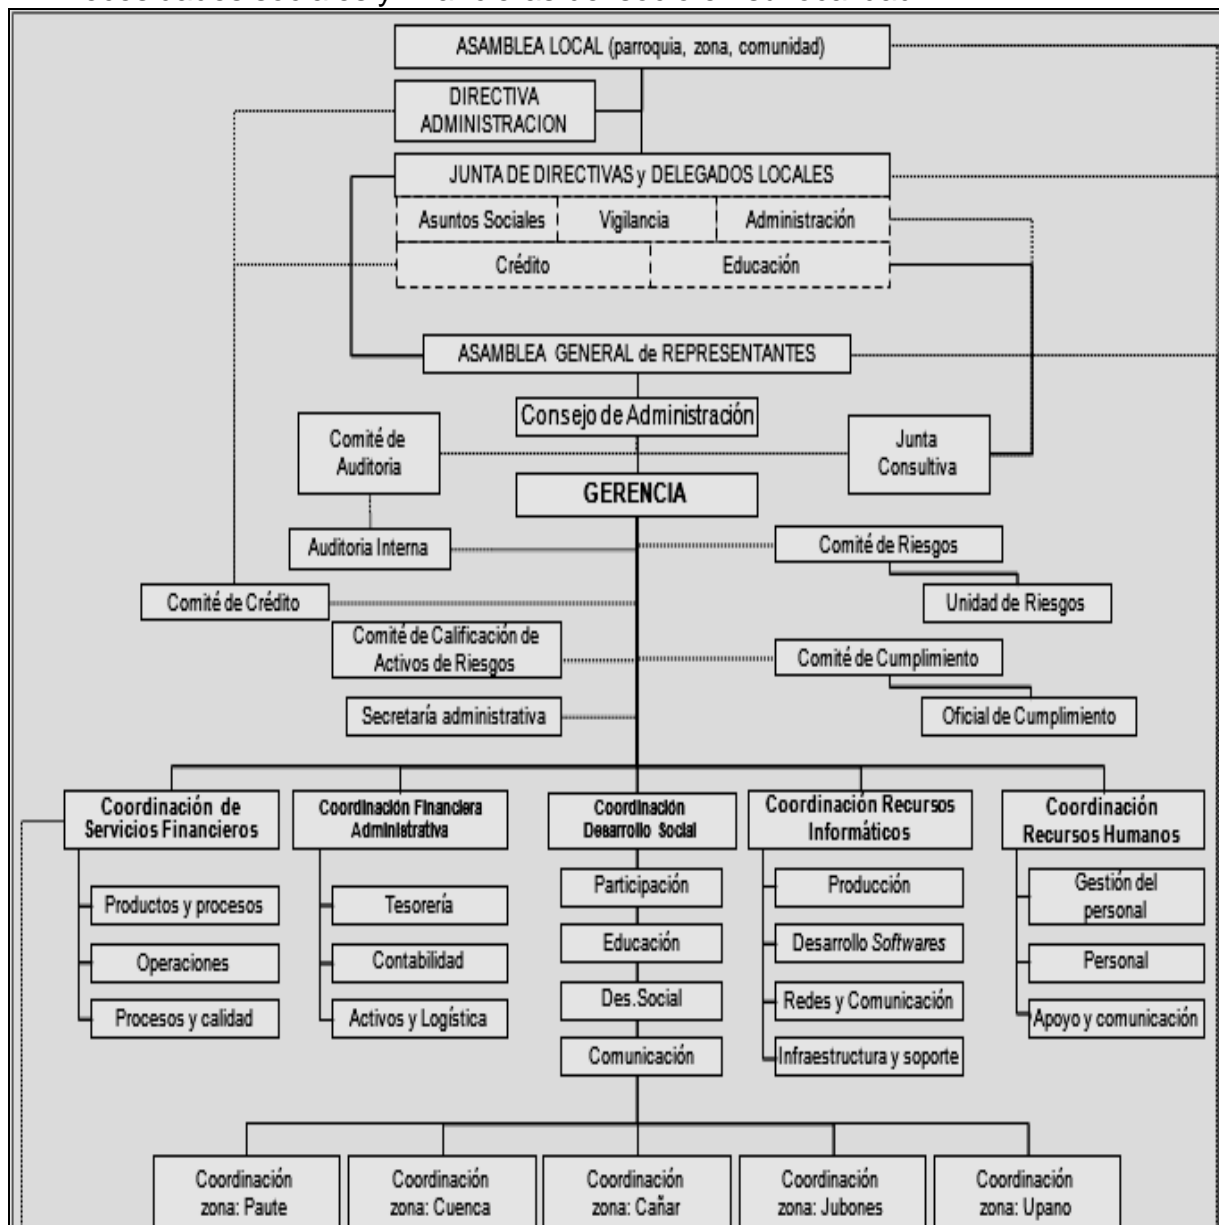 ASAMBLEA LOCAL (parroquia, zona, comunidad)
DIRECTIVA
ADMINISTRACION
JUNTA DE DIRECTIVAS y DELEGADOS LOCALES
Asuntos Sociales
Vigilancia
Administración
Crédito
Educación
ASAMBLEA GENERAL de REPRESENTANTES
Consejo de Administración
Comité de
Auditoria
Junta
Consultiva
GERENCIA
Auditoria Interna
Comité de Riesgos
Unidad de Riesgos
Comité de Crédito
Comité de Calificación de
Activos de Riesgos
Comité de Cumplimiento
Secretaría administrativa
Oficial de Cumplimiento
Coordinación de
Servicios Financieros
Productos y procesos
Operaciones
Procesos y calidad
Coordinación Financiera
Administrativa
Tesorería
Contabilidad
Activos y Logística
Coordinación
Desarrollo Social
Participación
Educación
Des.Social
Comunicación
Coordinación Recursos
Informáticos
Producción
Desarrollo Softwares
Redes y Comunicación
Infraestructura y soporte
Coordinación
Recursos Humanos
Gestión del
personal
Personal
Apoyo y comunicación
Coordinación
zona: Paute
Coordinación
zona: Cuenca
Coordinación
zona: Cañar
Coordinación
zona: Jubones
Coordinación
zona: Upano